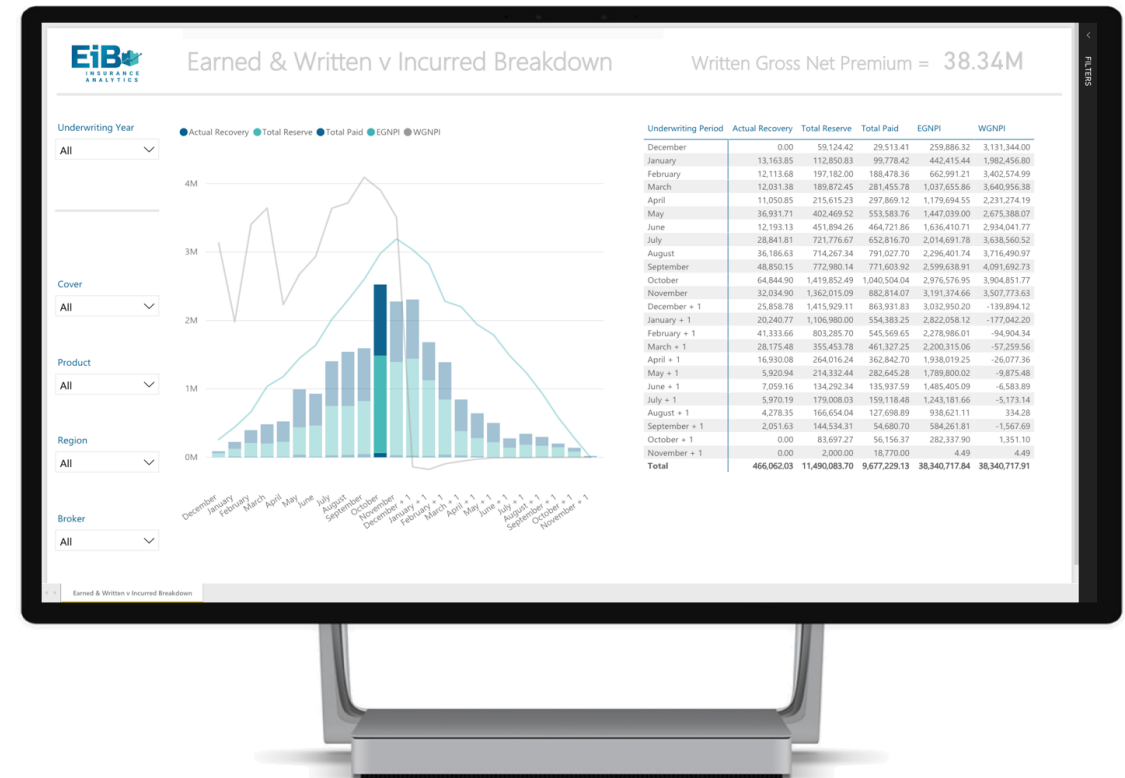 EiB
INSURANCE
ANALYTICS
Earned & Written v Incurred Breakdown
Written Gross Net Premium = 38.34M
FILTERS
Underwriting Year
All
Cover
All
Product
All
Region
All
Broker
All
Actual Recovery Total Reserve Total Paid EGNPI WGNPI
4M
3M
2M
1M
0M
December
January
February
March
April
May
June
July
August
September
October
November
December + 1
January + 1
February + 1
March + 1
April + 1
May + 1
June + 1
July + 1
August + 1
September + 1
October + 1
November + 1
Underwriting Period Actual Recovery Total Reserve Total Paid EGNPI WGNPI
December 0.00 59,124.42 29,513.41 259,886.32 3,131,344.00
January 13,163.85 112,850.83 99,778.42 442,415.44 1,982,456.80
February 12,113.68 197,182.00 188,478.36 662,991.21 3,402,574.99
March 12,031.38 189,872.45 281,455.78 1,037,655.86 3,640,956.38
April 11,050.85 215,615.23 297,869.12 1,179,694.55 2,231,274.19
May 36,931.71 402,469.52 553,583.76 1,447,039.00 2,675,388.07
June 12,193.13 451,894.26 464,721.86 1,636,410.71 2,934,041.77
July 28,841.81 721,776.67 652,816.70 2,014,691.78 3,638,560.52
August 36,186.63 714,267.34 791,027.70 2,296,401.74 3,716,490.97
September 48,850.15 772,980.14 771,603.92 2,599,638.91 4,091,692.73
October 64,844.90 1,419,852.49 1,040,504.04 2,976,576.95 3,904,851.77
November 32,034.90 1,362,015.09 882,814.07 3,191,374.66 3,507,773.63
December + 1 25,858.78 1,415,929.11 863,931.83 3,032,950.20 -139,894.12
January + 1 20,240.77 1,106,980.00 554,383.25 2,822,058.12 -177,042.20
February + 1 41,333.66 803,285.70 545,569.65 2,278,986.01 -94,904.34
March + 1 28,175.48 355,453.78 461,327.25 2,200,315.06 -57,259.56
April + 1 16,930.08 264,016.24 362,842.70 1,938,019.25 -26,077.36
May + 1 5,920.94 214,332.44 282,645.28 1,789,800.02 -9,875.48
June + 1 7,059.16 134,292.34 135,937.59 1,485,405.09 -6,583.89
July + 1 5,970.19 179,008.03 159,118.48 1,243,181.66 -5,173.14
August + 1 4,278.35 166,654.04 127,698.89 938,621.11 334.28
September + 1 2,051.63 144,534.31 54,680.70 584,261.81 -1,567.69
October + 1 0.00 83,697.27 56,156.37 282,337.90 1,351.10
November + 1 0.00 2,000.00 18,770.00 4.49 4.49
Total 466,062.03 11,490,083.70 9,677,229.13 38,340,717.84 38,340,717.91
Earned & Written v Incurred Breakdown